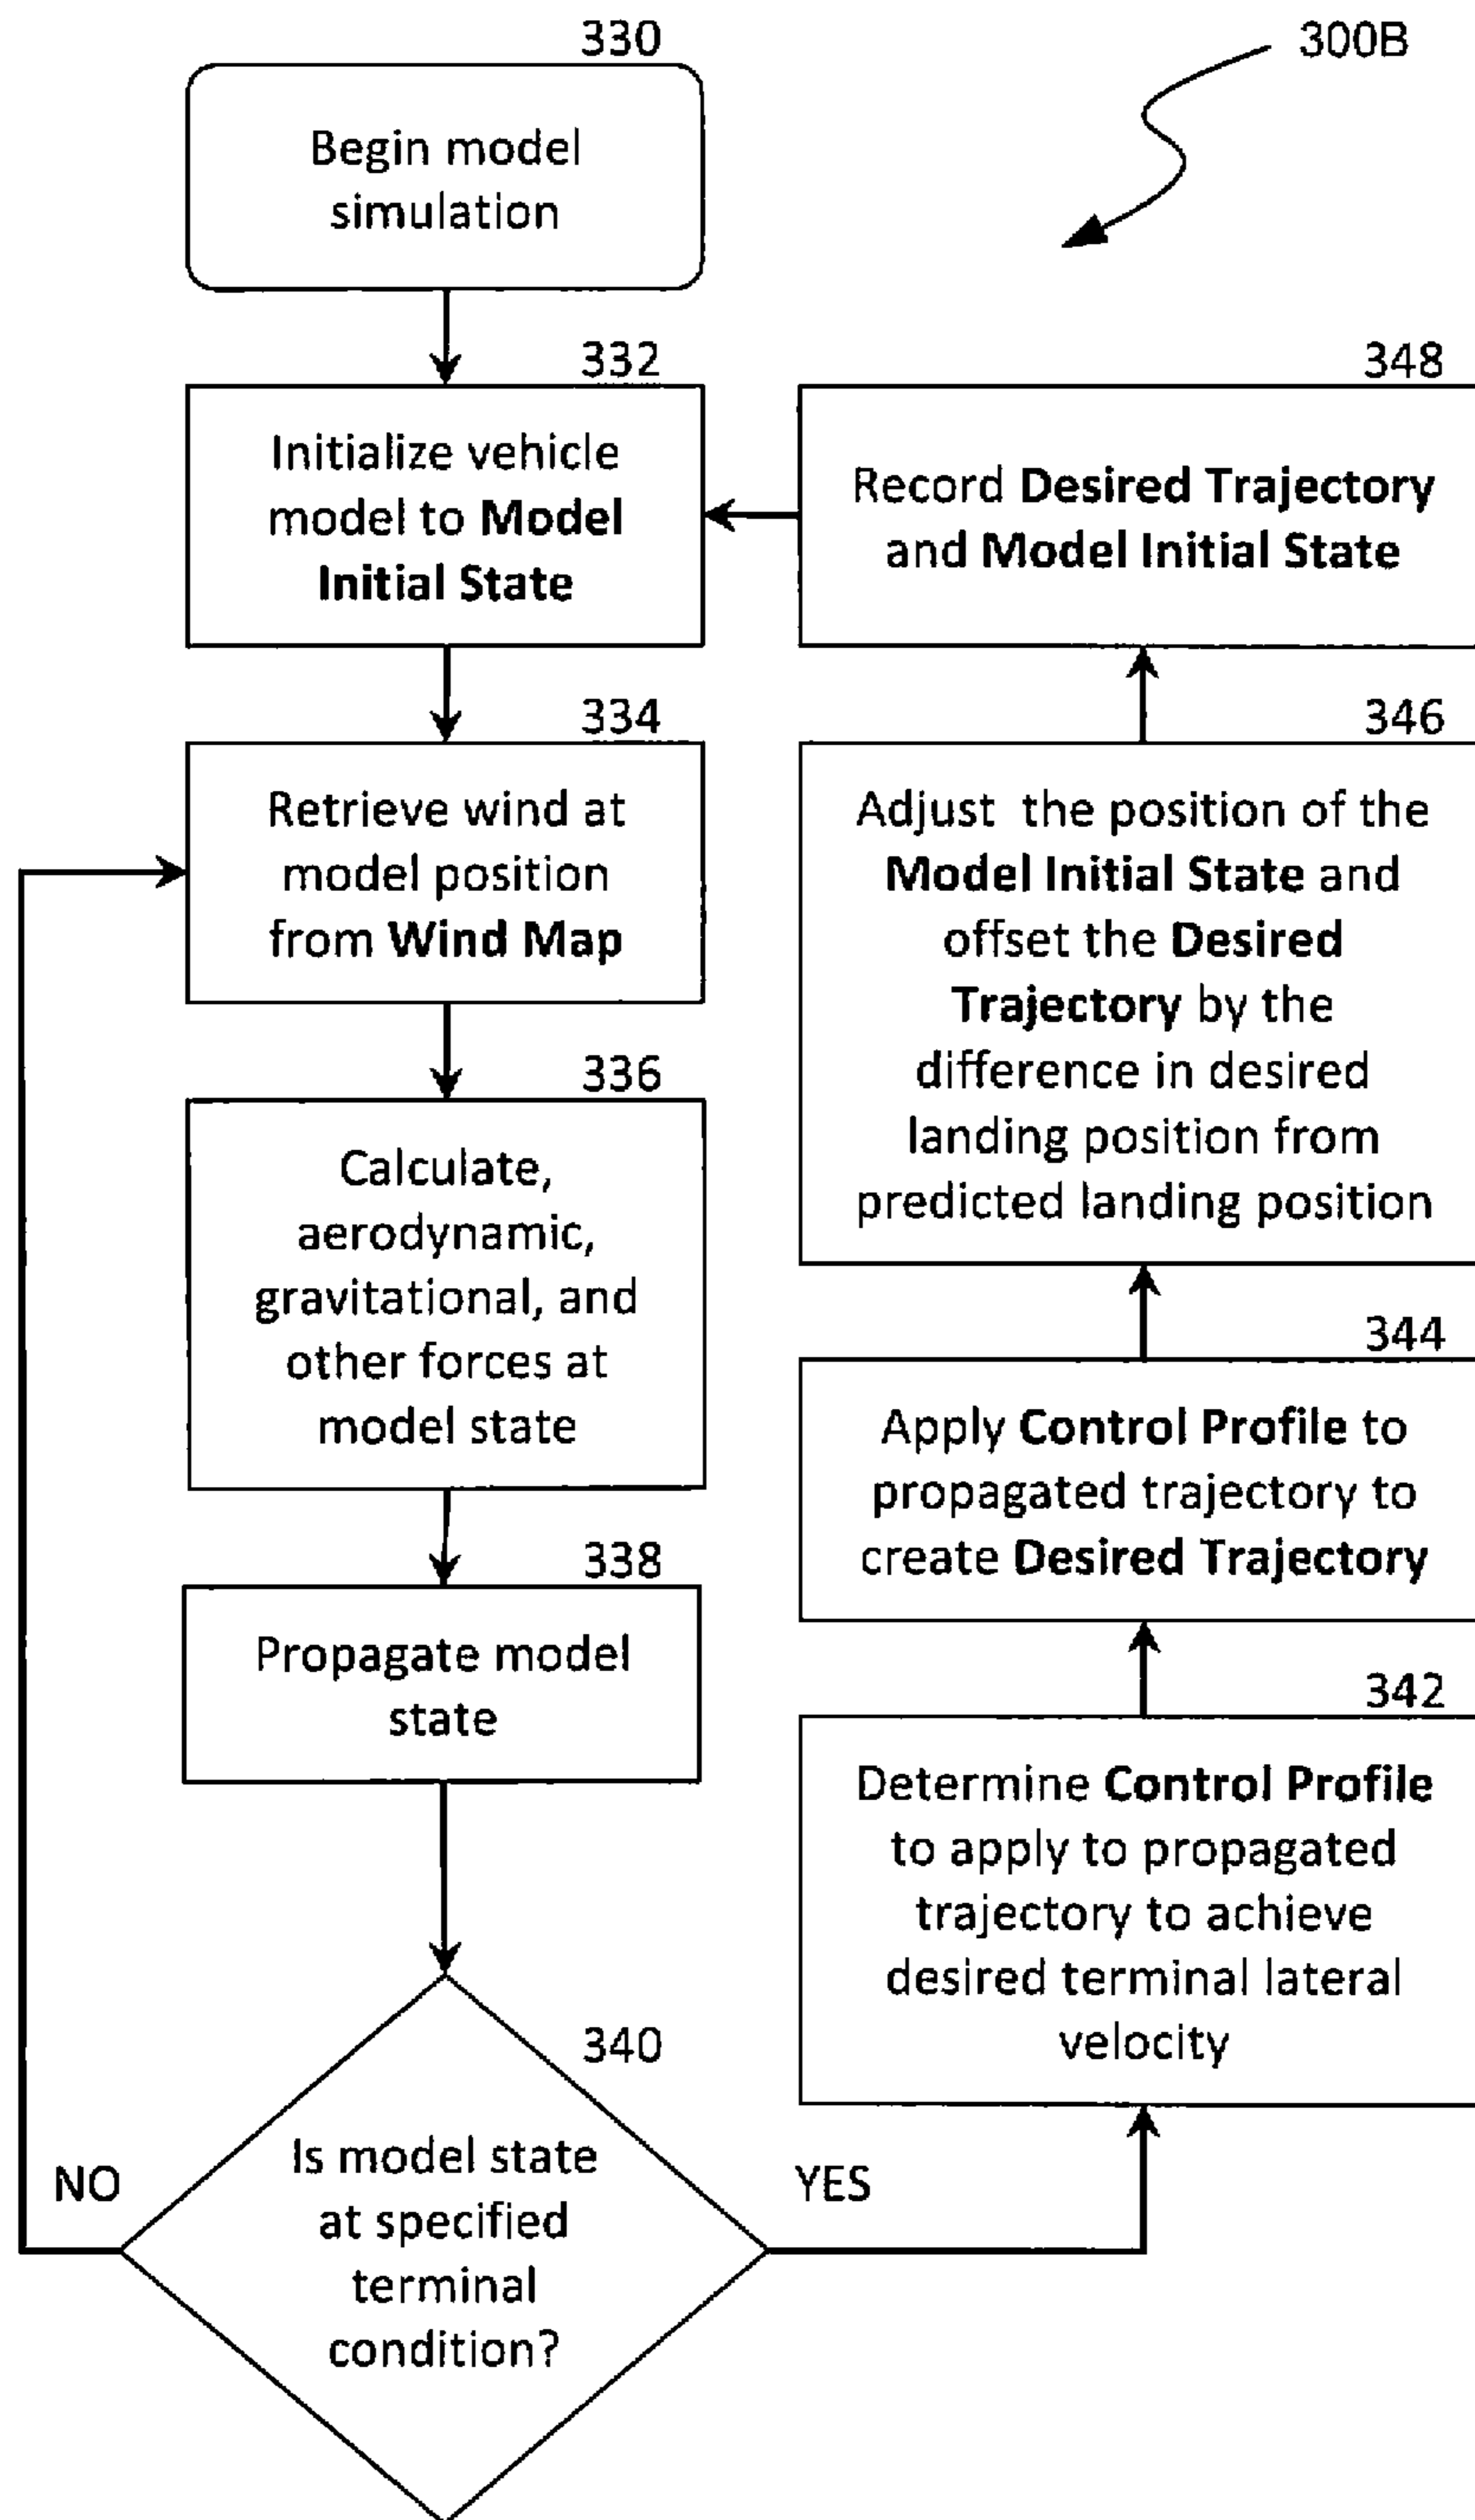 330
300B
Begin model
simulation
332
Initialize vehicle
model to Model
Initial State
348
Record Desired Trajectory
and Model Initial State
334
Retrieve wind at
model position
from Wind Map
346
Adjust the position of the
Model Initial State and
offset the Desired
Trajectory by the
difference in desired
landing position from
predicted landing position
336
Calculate,
aerodynamic,
gravitational, and
other forces at
model state
344
Apply Control Profile to
propagated trajectory to
create Desired Trajectory
338
Propagate model
state
342
Determine Control Profile
to apply to propagated
trajectory to achieve
desired terminal lateral
velocity
340
Is model state
at specified
terminal
condition?
NO
YES